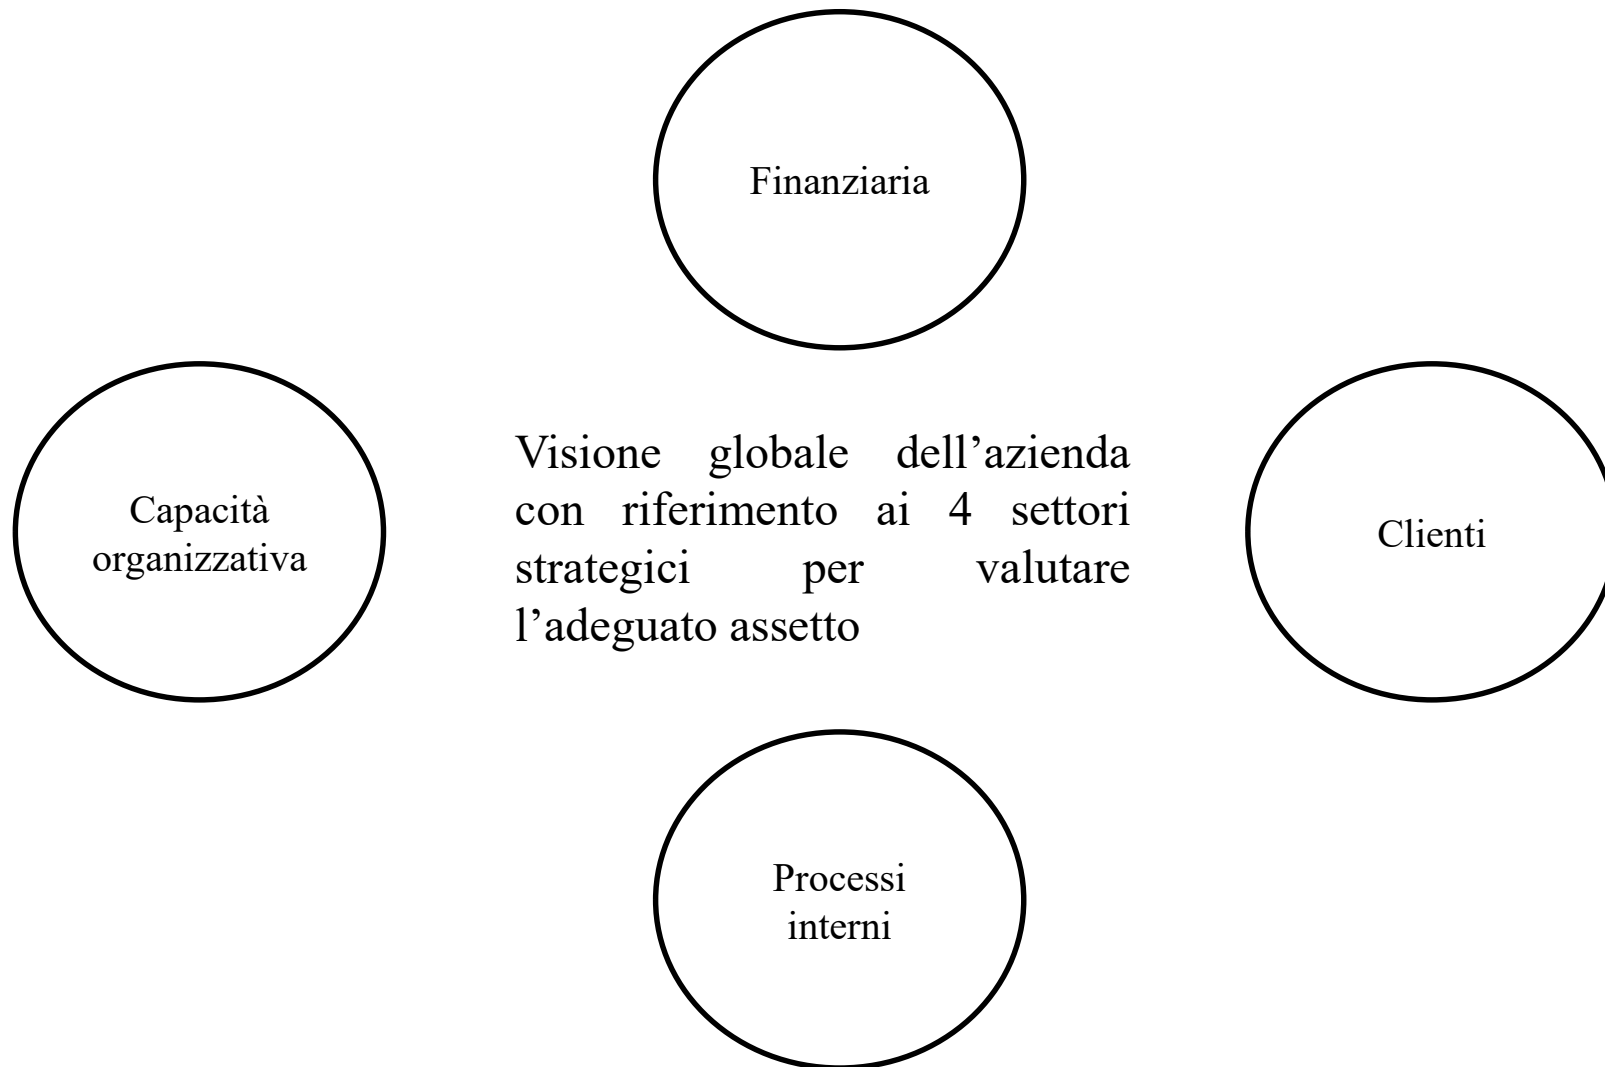 Finanziaria
Capacità
organizzativa
Visione globale dell’azienda
con riferimento ai 4 settori
strategici per valutare
l’adeguato assetto
Clienti
Processi
interni